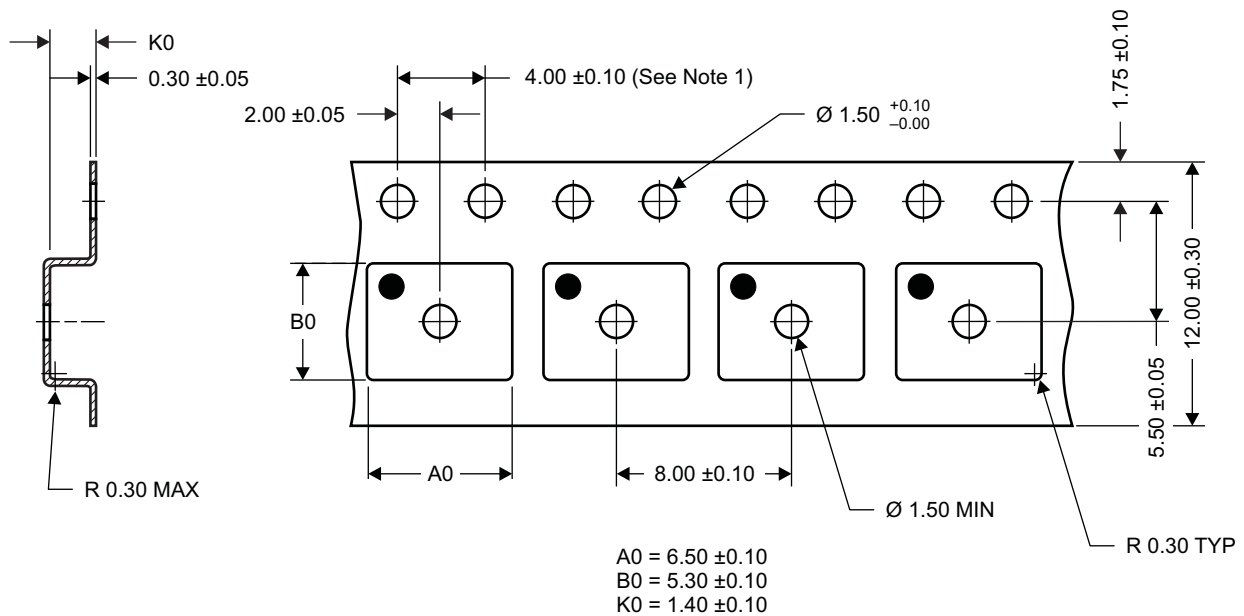 K0
0.30 ±0.05
4.00 ±0.10 (See Note 1)
2.00 ±0.05
Ø 1.50 +0.10 –0.00
1.75 ±0.10
B0
12.00 ±0.30
5.50 ±0.05
R 0.30 MAX
A0
8.00 ±0.10
Ø 1.50 MIN
R 0.30 TYP
A0 = 6.50 ±0.10
B0 = 5.30 ±0.10
K0 = 1.40 ±0.10